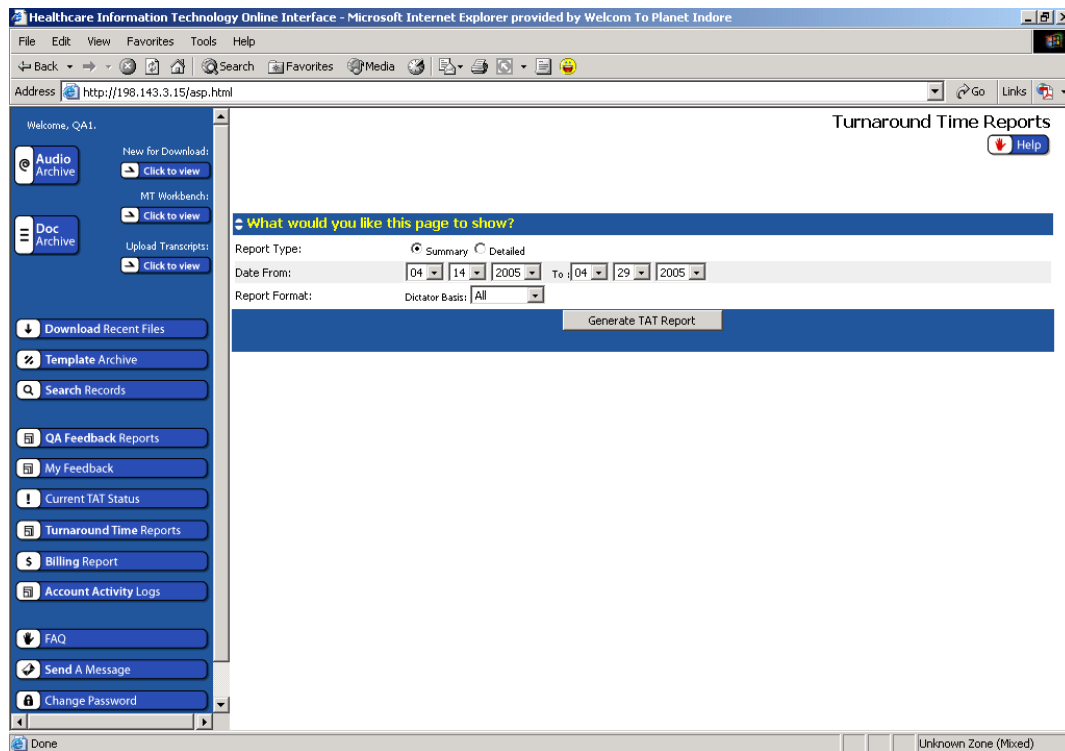 Healthcare Information Technology Online Interface - Microsoft Internet Explorer provided by Welcom To Planet Indore
File Edit View Favorites Tools Help
Back Search Favorites Media
Address http://198.143.3.15/asp.html Go Links
Welcome, QA1.
Turnaround Time Reports
Help
Audio Archive
New for Download:
Click to view
MT Workbench:
Click to view
Doc Archive
Upload Transcripts:
Click to view
What would you like this page to show?
Report Type: Summary Detailed
Date From: 04 14 2005 To : 04 29 2005
Report Format: Dictator Basis: All
Generate TAT Report
Download Recent Files
Template Archive
Search Records
QA Feedback Reports
My Feedback
Current TAT Status
Turnaround Time Reports
Billing Report
Account Activity Logs
FAQ
Send A Message
Change Password
Done Unknown Zone (Mixed)